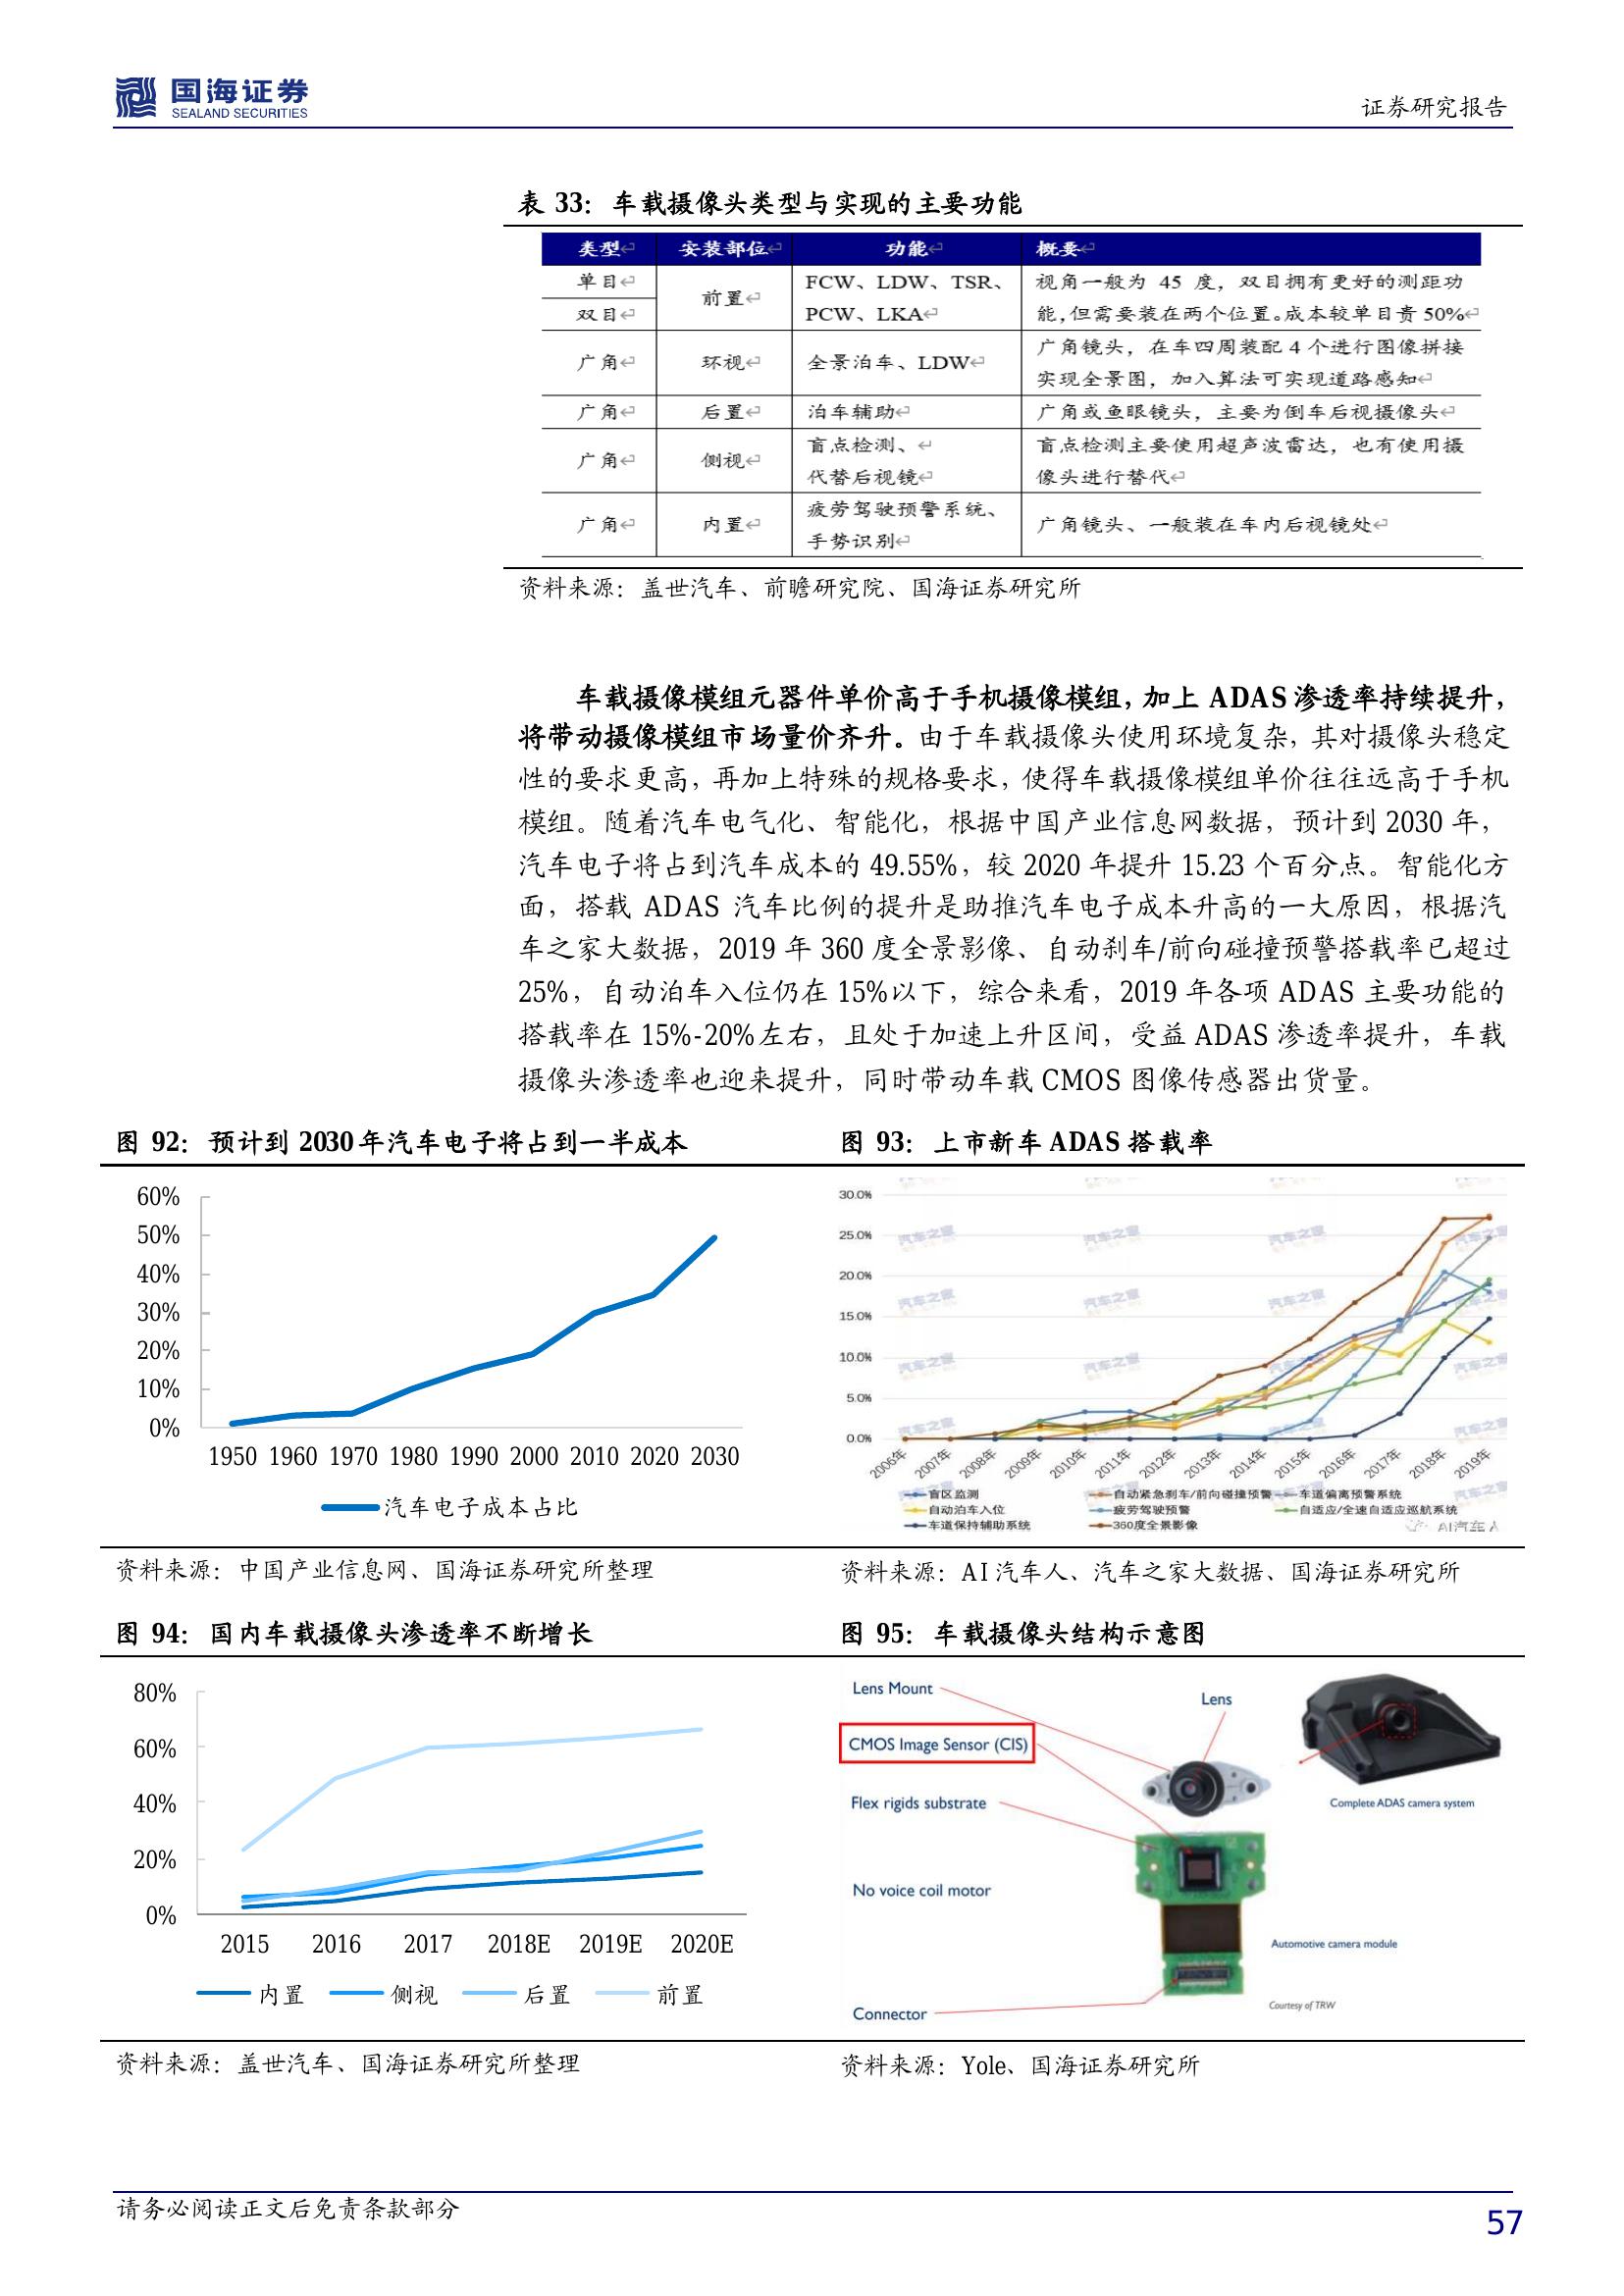 国海证券
SEALAND SECURITIES
证券研究报告
表 33：车载摄像头类型与实现的主要功能
类型 安装部位 功能 概要
单目 前置 FCW、LDW、TSR、 视角一般为 45 度，双目拥有更好的测距功
双目 PCW、LKA 能，但需要装在两个位置。成本较单目贵 50%
广角 环视 全景泊车、LDW 广角镜头，在车四周装配 4 个进行图像拼接
实现全景图，加入算法可实现道路感知
广角 后置 泊车辅助 广角或鱼眼镜头，主要为倒车后视摄像头
广角 侧视 盲点检测、 盲点检测主要使用超声波雷达，也有使用摄
代替后视镜 像头进行替代
广角 内置 疲劳驾驶预警系统、 广角镜头、一般装在车内后视镜处
手势识别
资料来源：盖世汽车、前瞻研究院、国海证券研究所
车载摄像模组元器件单价高于手机摄像模组，加上 ADAS 渗透率持续提升，
将带动摄像模组市场量价齐升。由于车载摄像头使用环境复杂，其对摄像头稳定
性的要求更高，再加上特殊的规格要求，使得车载摄像模组单价往往远高于手机
模组。随着汽车电气化、智能化，根据中国产业信息网数据，预计到 2030 年，
汽车电子将占到汽车成本的 49.55%，较 2020 年提升 15.23 个百分点。智能化方
面，搭载 ADAS 汽车比例的提升是助推汽车电子成本升高的一大原因，根据汽
车之家大数据，2019 年 360 度全景影像、自动刹车/前向碰撞预警搭载率已超过
25%，自动泊车入位仍在 15%以下，综合来看，2019 年各项 ADAS 主要功能的
搭载率在 15%-20%左右，且处于加速上升区间，受益 ADAS 渗透率提升，车载
摄像头渗透率也迎来提升，同时带动车载 CMOS 图像传感器出货量。
图 92：预计到 2030 年汽车电子将占到一半成本
60%
50%
40%
30%
20%
10%
0%
1950 1960 1970 1980 1990 2000 2010 2020 2030
汽车电子成本占比
资料来源：中国产业信息网、国海证券研究所整理
图 93：上市新车 ADAS 搭载率
30.0%
25.0%
20.0%
15.0%
10.0%
5.0%
0.0%
2006年 2007年 2008年 2009年 2010年 2011年 2012年 2013年 2014年 2015年 2016年 2017年 2018年 2019年
盲区监测 自动紧急刹车/前向碰撞预警 车道偏离预警系统
自动泊车入位 疲劳驾驶预警 自适应/全速自适应巡航系统
车道保持辅助系统 360度全景影像
AI汽车人
资料来源：AI 汽车人、汽车之家大数据、国海证券研究所
图 94：国内车载摄像头渗透率不断增长
80%
60%
40%
20%
0%
2015 2016 2017 2018E 2019E 2020E
内置 侧视 后置 前置
资料来源：盖世汽车、国海证券研究所整理
图 95：车载摄像头结构示意图
Lens Mount
Lens
CMOS Image Sensor (CIS)
Flex rigids substrate
Complete ADAS camera system
No voice coil motor
Automotive camera module
Courtesy of TRW
Connector
资料来源：Yole、国海证券研究所
请务必阅读正文后免责条款部分
57